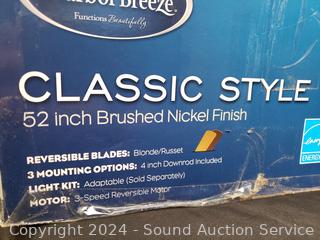 Harbor Breeze
Functions Beautifully
CLASSIC STYLE
52 inch Brushed Nickel Finish
REVERSIBLE BLADES: Blonde/Russet
3 MOUNTING OPTIONS: 4 inch Downrod Included
LIGHT KIT: Adaptable (Sold Separately)
MOTOR: 3-Speed Reversible Motor
ENERGY
Copyright 2024 - Sound Auction Service